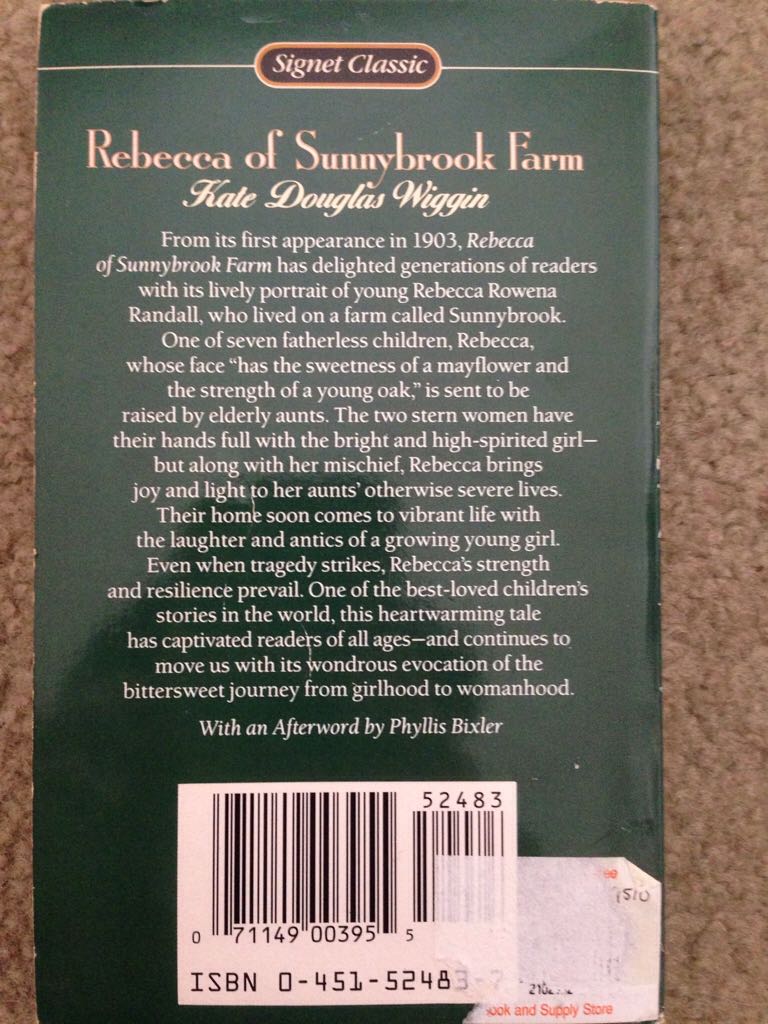 Signet Classic
Rebecca of Sunnybrook Farm
Kate Douglas Wiggin
From its first appearance in 1903, Rebecca
of Sunnybrook Farm has delighted generations of readers
with its lively portrait of young Rebecca Rowena
Randall, who lived on a farm called Sunnybrook.
One of seven fatherless children, Rebecca,
whose face “has the sweetness of a mayflower and
the strength of a young oak,” is sent to be
raised by elderly aunts. The two stern women have
their hands full with the bright and high-spirited girl—
but along with her mischief, Rebecca brings
joy and light to her aunts’ otherwise severe lives.
Their home soon comes to vibrant life with
the laughter and antics of a growing young girl.
Even when tragedy strikes, Rebecca’s strength
and resilience prevail. One of the best-loved children’s
stories in the world, this heartwarming tale
has captivated readers of all ages—and continues to
move us with its wondrous evocation of the
bittersweet journey from girlhood to womanhood.
With an Afterword by Phyllis Bixler
52483
0 71149 00395 5
ISBN 0-451-52483-7
and Supply Store